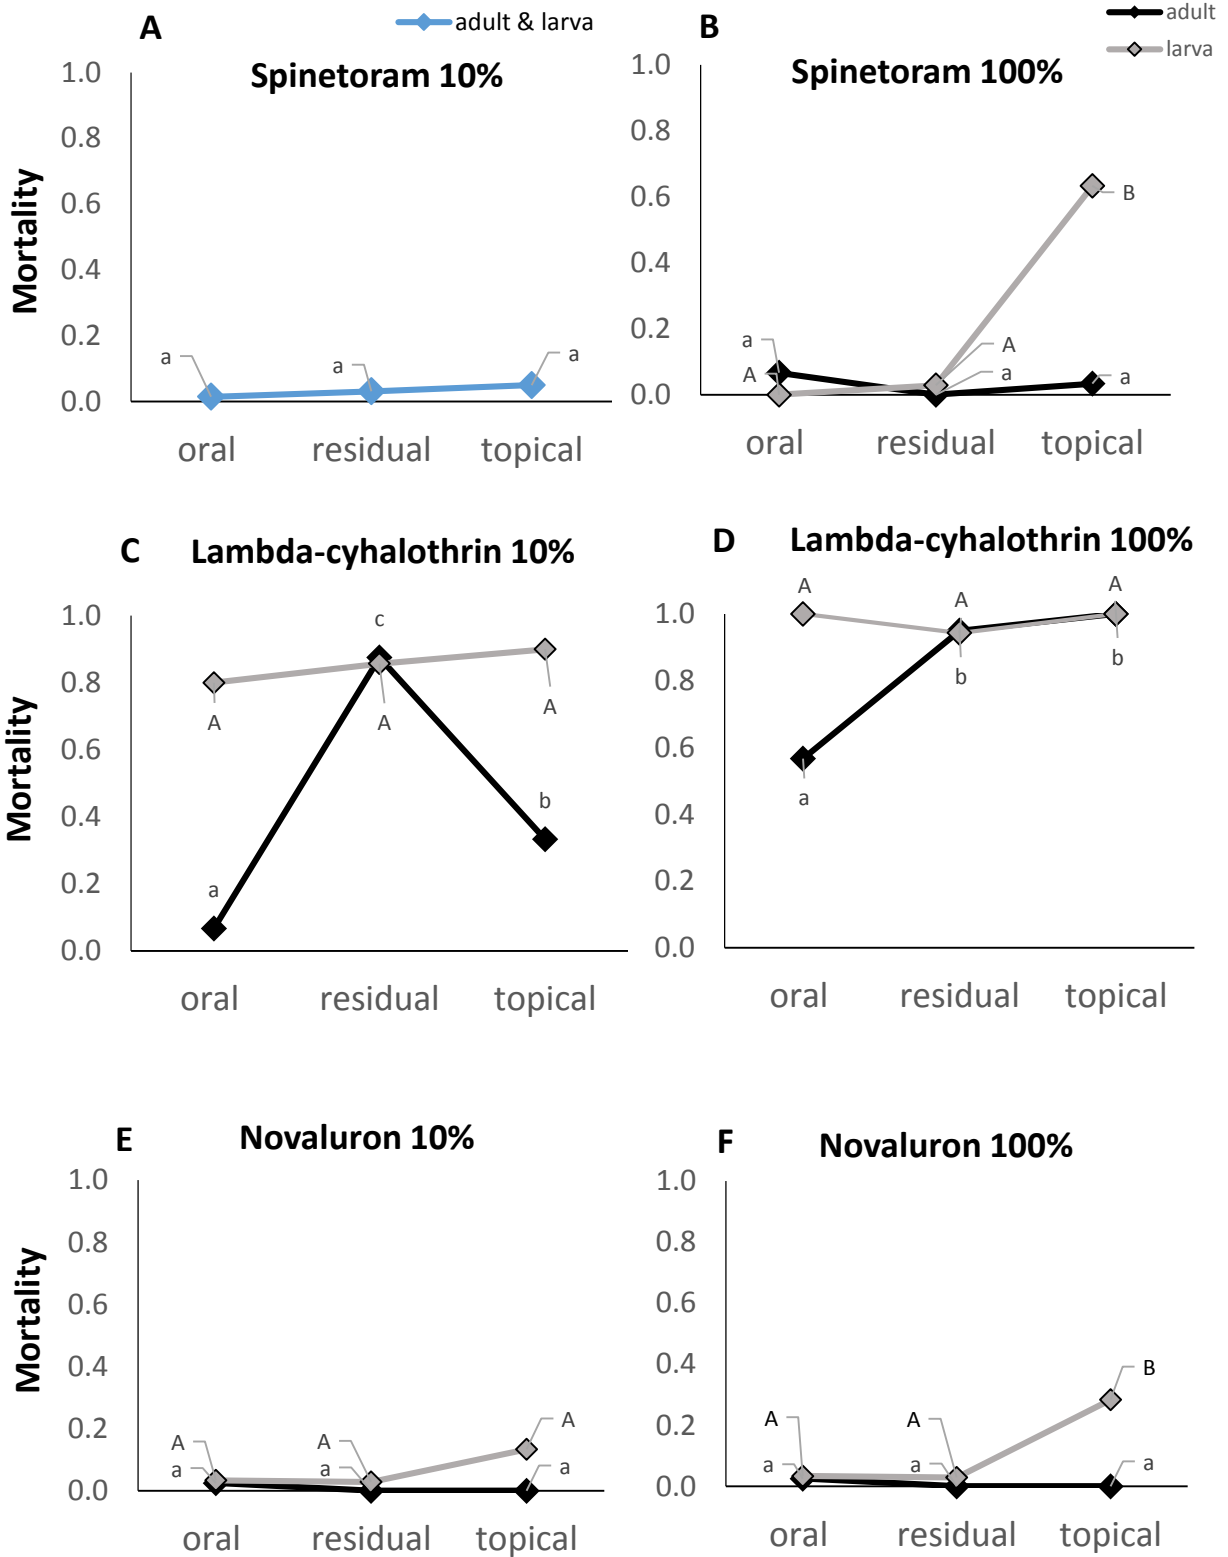 A
adult & larva
Spinetoram 10%
Mortality
1.0
0.8
0.6
0.4
0.2
0.0
a
a
a
oral residual topical
B
adult
larva
Spinetoram 100%
1.0
0.8
0.6
0.4
0.2
0.0
a
A
A
a
B
a
oral residual topical
C
Lambda-cyhalothrin 10%
Mortality
1.0
0.8
0.6
0.4
0.2
0.0
A
a
c
A
A
b
oral residual topical
D
Lambda-cyhalothrin 100%
1.0
0.8
0.6
0.4
0.2
0.0
A
a
A
b
A
b
oral residual topical
E
Novaluron 10%
Mortality
1.0
0.8
0.6
0.4
0.2
0.0
A
a
A
a
A
a
oral residual topical
F
Novaluron 100%
1.0
0.8
0.6
0.4
0.2
0.0
A
a
A
a
B
a
oral residual topical